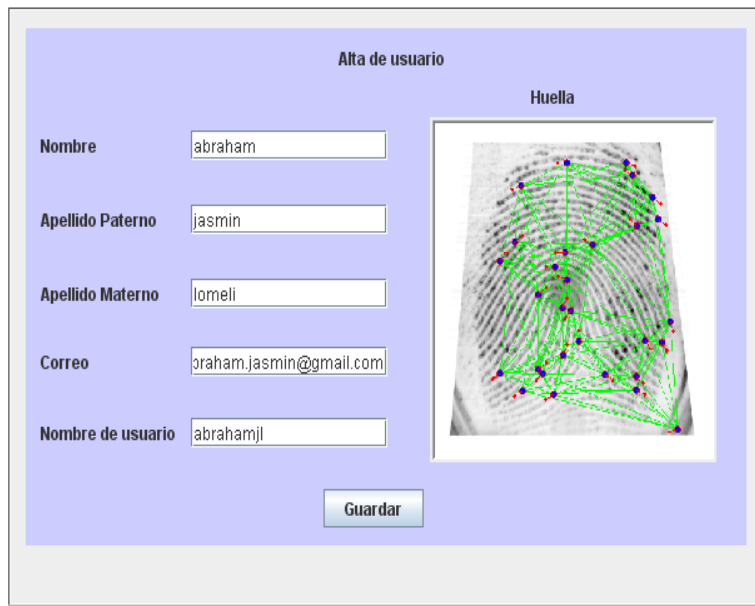 Alta de usuario
Huella
Nombre abraham
Apellido Paterno jasmin
Apellido Materno lomeli
Correo oraham.jasmin@gmail.com
Nombre de usuario abrahamjl
Guardar